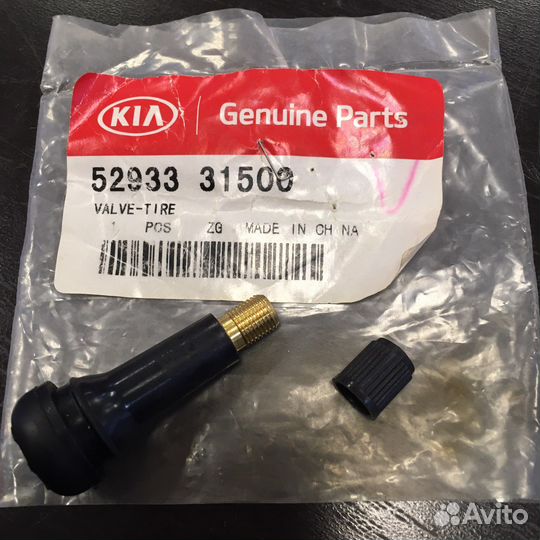 KIA Genuine Parts
52933 31500
VALVE-TIRE
1 PCS ZG MADE IN CHINA
Avito